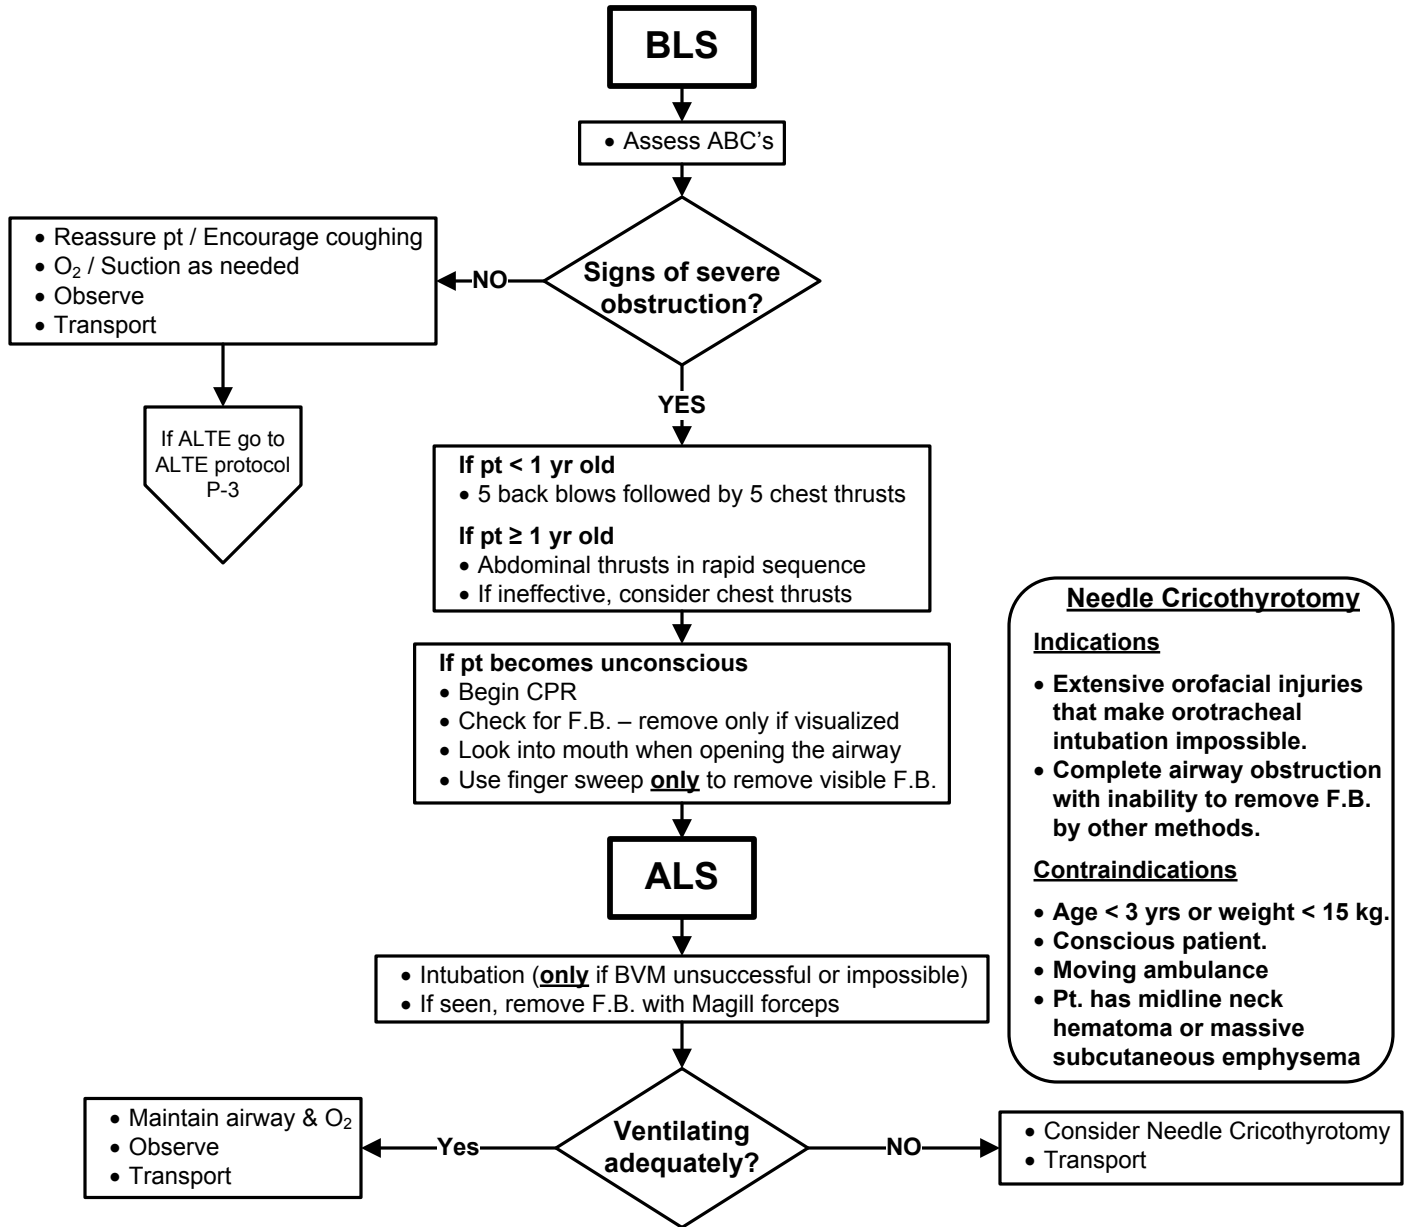 BLS
• Assess ABC's
Signs of severe
obstruction?
NO
• Reassure pt / Encourage coughing
• O₂ / Suction as needed
• Observe
• Transport
If ALTE go to
ALTE protocol
P-3
YES
If pt < 1 yr old
• 5 back blows followed by 5 chest thrusts
If pt ≥ 1 yr old
• Abdominal thrusts in rapid sequence
• If ineffective, consider chest thrusts
If pt becomes unconscious
• Begin CPR
• Check for F.B. – remove only if visualized
• Look into mouth when opening the airway
• Use finger sweep only to remove visible F.B.
ALS
• Intubation (only if BVM unsuccessful or impossible)
• If seen, remove F.B. with Magill forceps
Ventilating
adequately?
Yes
• Maintain airway & O₂
• Observe
• Transport
NO
• Consider Needle Cricothyrotomy
• Transport
Needle Cricothyrotomy
Indications
• Extensive orofacial injuries
that make orotracheal
intubation impossible.
• Complete airway obstruction
with inability to remove F.B.
by other methods.
Contraindications
• Age < 3 yrs or weight < 15 kg.
• Conscious patient.
• Moving ambulance
• Pt. has midline neck
hematoma or massive
subcutaneous emphysema